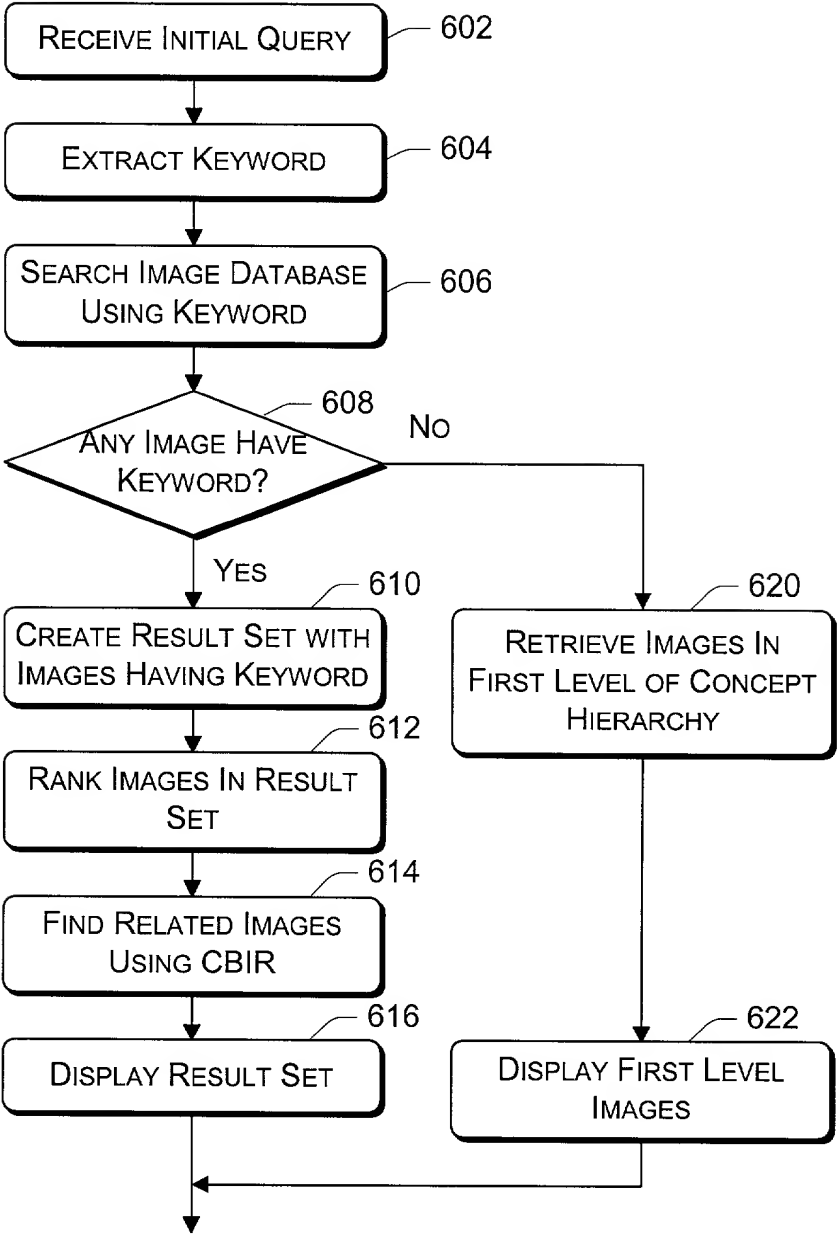 RECEIVE INITIAL QUERY
602
EXTRACT KEYWORD
604
SEARCH IMAGE DATABASE
USING KEYWORD
606
608
ANY IMAGE HAVE
KEYWORD?
NO
YES
610
CREATE RESULT SET WITH
IMAGES HAVING KEYWORD
620
RETRIEVE IMAGES IN
FIRST LEVEL OF CONCEPT
HIERARCHY
612
RANK IMAGES IN RESULT
SET
614
FIND RELATED IMAGES
USING CBIR
616
DISPLAY RESULT SET
622
DISPLAY FIRST LEVEL
IMAGES